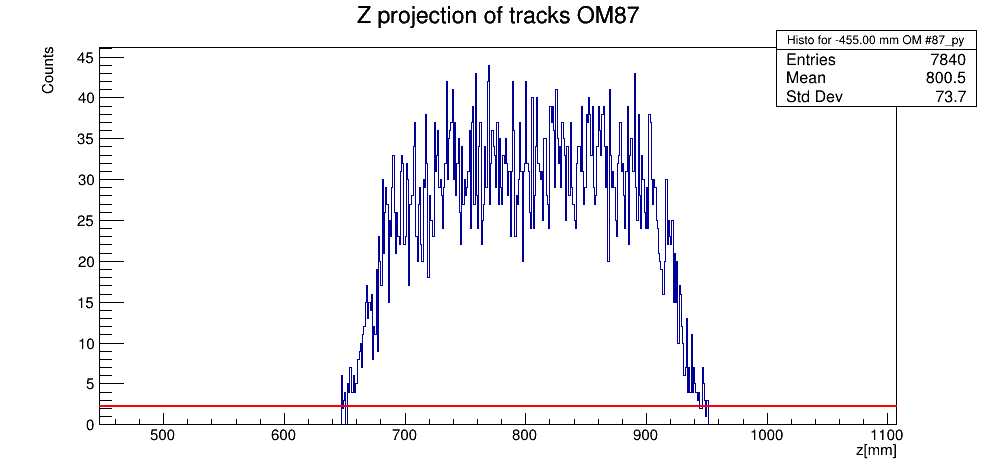 Z projection of tracks OM87
Histo for -455.00 mm OM #87_py
Entries 7840
Mean 800.5
Std Dev 73.7
Counts
45
40
35
30
25
20
15
10
5
0
500 600 700 800 900 1000 1100
z[mm]